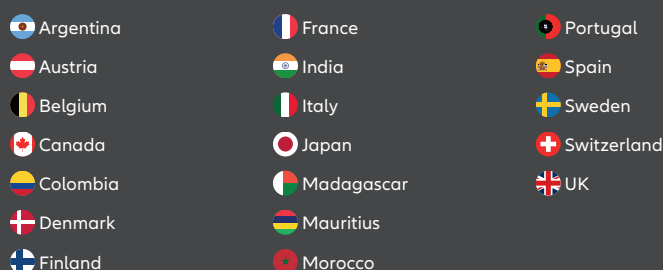 Argentina
Austria
Belgium
Canada
Colombia
Denmark
Finland
France
India
Italy
Japan
Madagascar
Mauritius
Morocco
Portugal
Spain
Sweden
Switzerland
UK